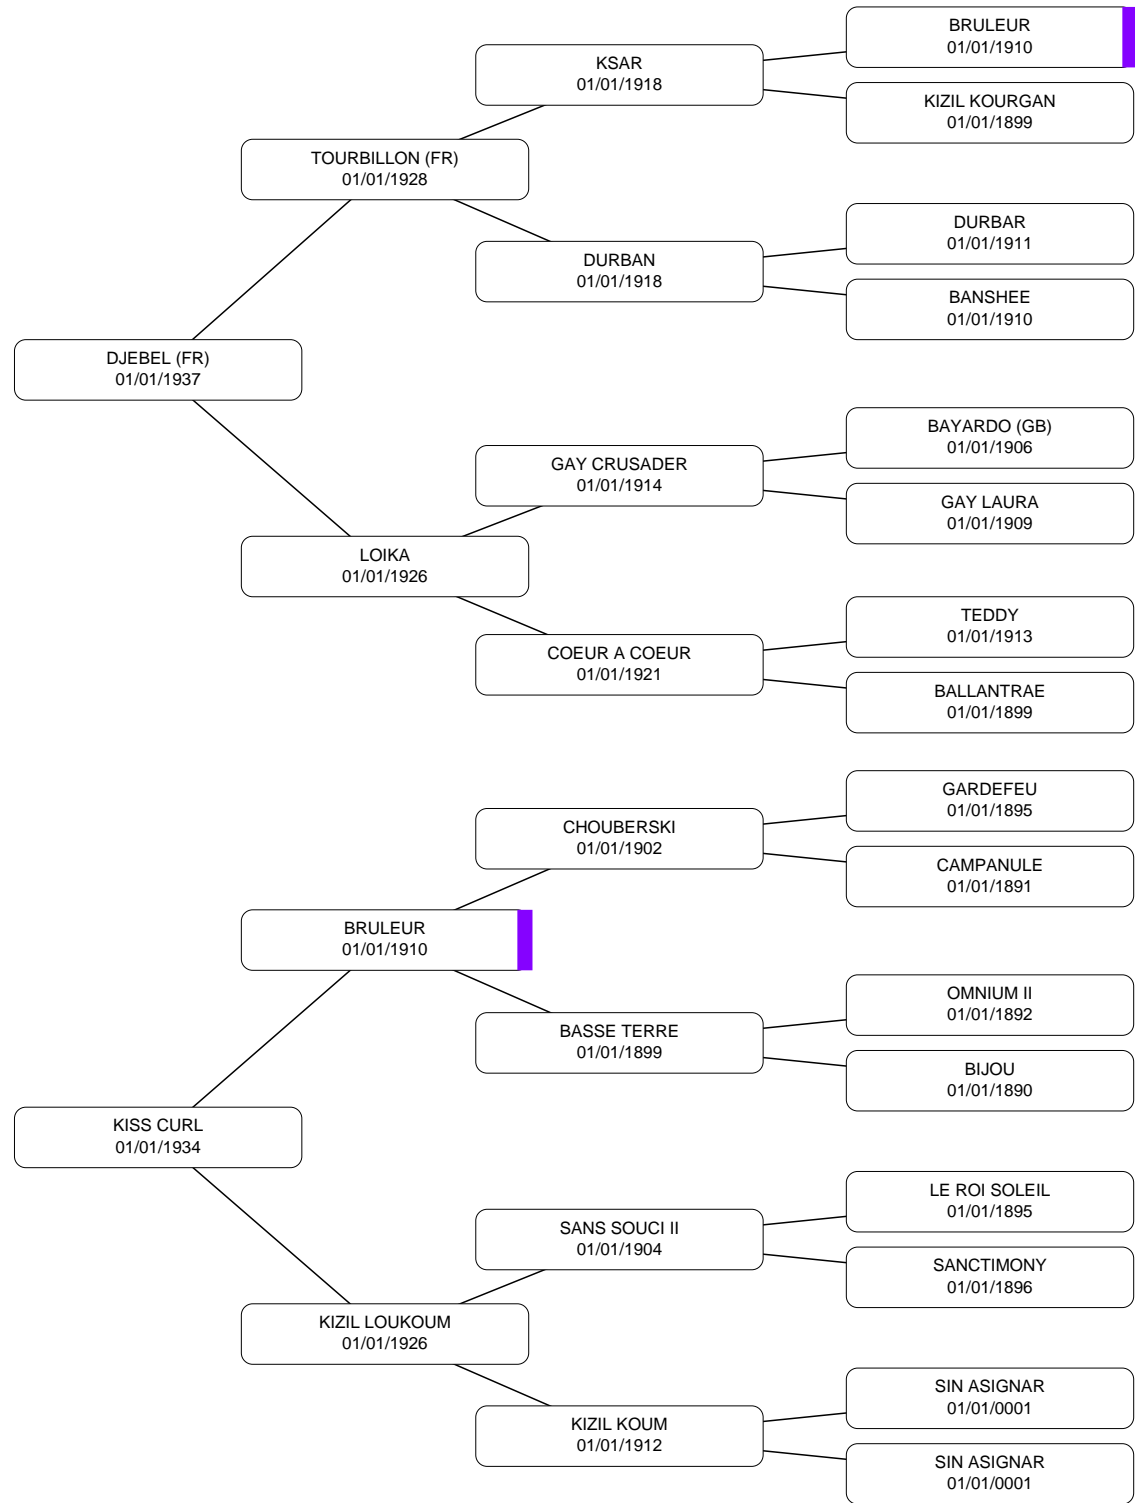 BRULEUR
01/01/1910
KSAR
01/01/1918
KIZIL KOURGAN
01/01/1899
TOURBILLON (FR)
01/01/1928
DURBAR
01/01/1911
DURBAN
01/01/1918
BANSHEE
01/01/1910
DJEBEL (FR)
01/01/1937
BAYARDO (GB)
01/01/1906
GAY CRUSADER
01/01/1914
GAY LAURA
01/01/1909
LOIKA
01/01/1926
TEDDY
01/01/1913
COEUR A COEUR
01/01/1921
BALLANTRAE
01/01/1899
GARDEFEU
01/01/1895
CHOUBERSKI
01/01/1902
CAMPANULE
01/01/1891
BRULEUR
01/01/1910
OMNIUM II
01/01/1892
BASSE TERRE
01/01/1899
BIJOU
01/01/1890
KISS CURL
01/01/1934
LE ROI SOLEIL
01/01/1895
SANS SOUCI II
01/01/1904
SANCTIMONY
01/01/1896
KIZIL LOUKOUM
01/01/1926
SIN ASIGNAR
01/01/0001
KIZIL KOUM
01/01/1912
SIN ASIGNAR
01/01/0001